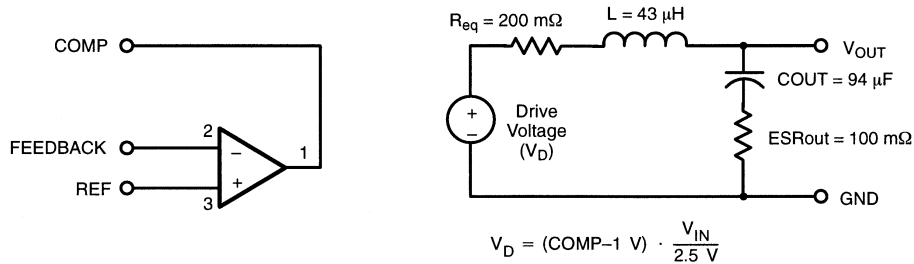 COMP
FEEDBACK
REF
2
−
1
+
3
Req = 200 mΩ
L = 43 μH
VOUT
COUT = 94 μF
+
−
Drive
Voltage
(VD)
ESRout = 100 mΩ
GND
VD = (COMP–1 V) · VIN / 2.5 V